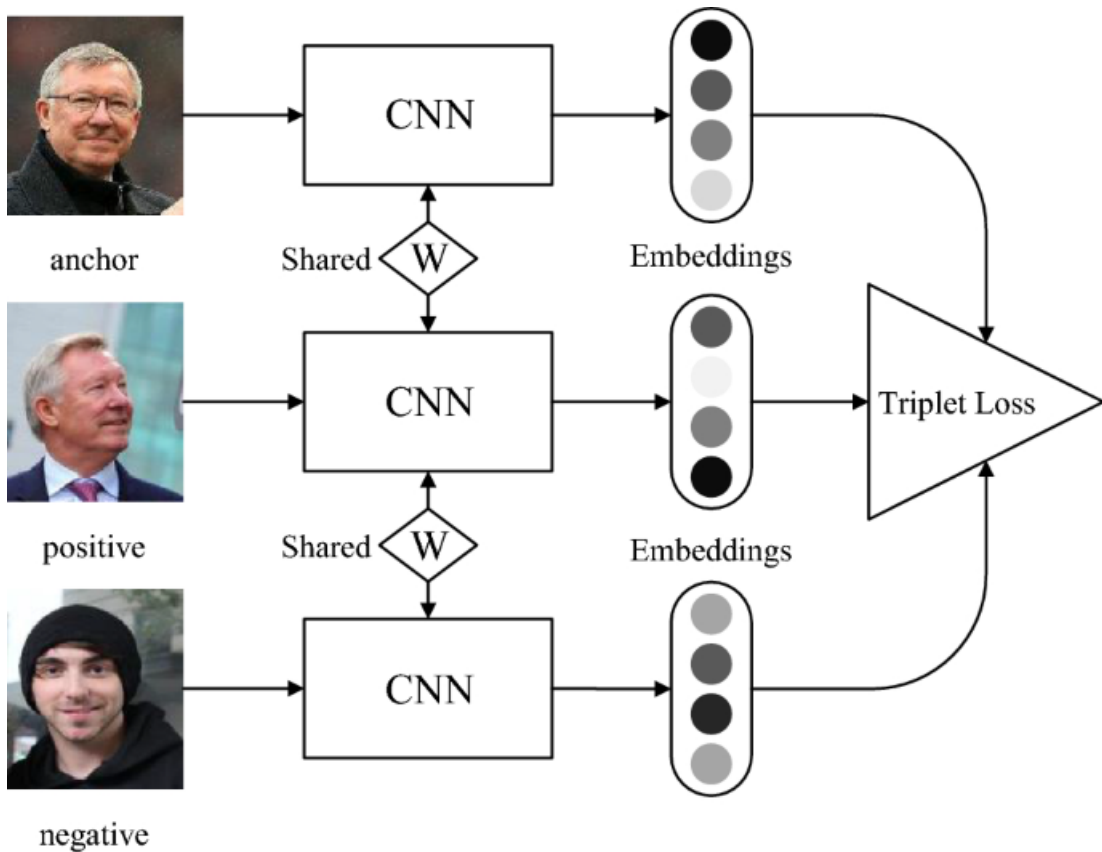 CNN
anchor
Shared
W
Embeddings
CNN
Triplet Loss
positive
Shared
W
Embeddings
CNN
negative